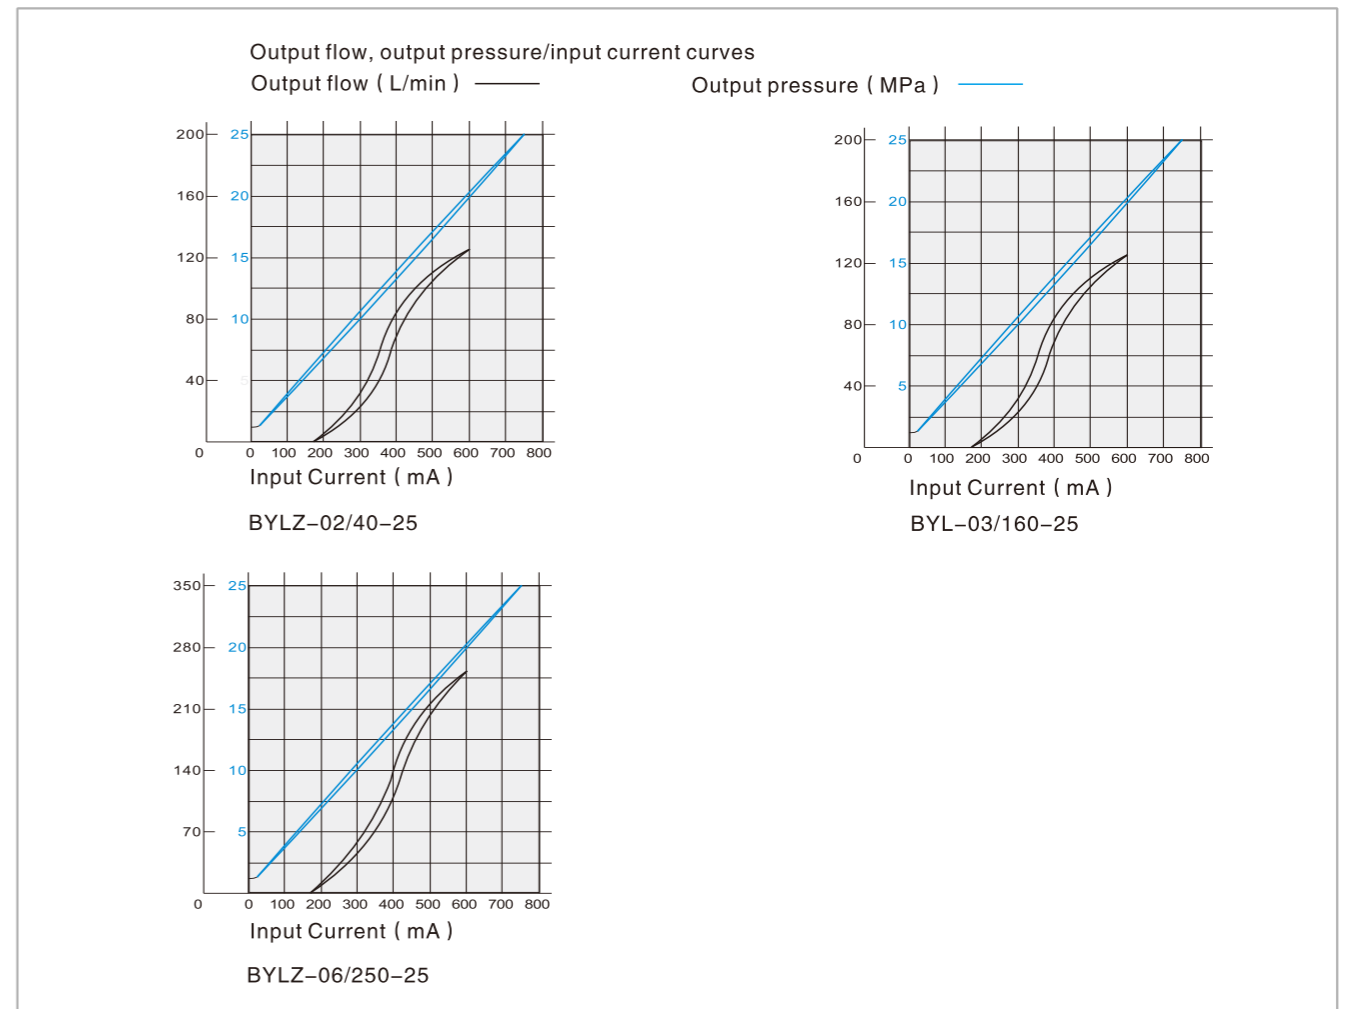 Output flow, output pressure/input current curves
Output flow ( L/min )
Output pressure ( MPa )
200 25
160 20
120 15
80 10
40 5
0 0 100 200 300 400 500 600 700 800
Input Current ( mA )
BYLZ–02/40–25
200 25
160 20
120 15
80 10
40 5
0 0 100 200 300 400 500 600 700 800
Input Current ( mA )
BYL–03/160–25
350 25
280 20
210 15
140 10
70 5
0 0 100 200 300 400 500 600 700 800
Input Current ( mA )
BYLZ–06/250–25